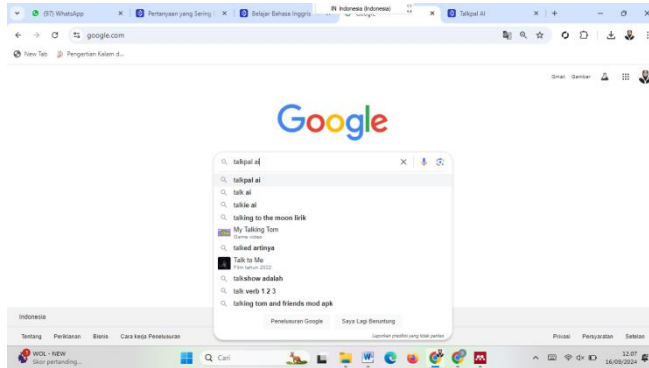 (97) WhatsApp
Pertanyaan yang Sering
Belajar Bahasa Inggris
IN Indonesia (Indonesia)
Google
Talkpal AI
google.com
New Tab
Pengertian Kalam d...
Gmail Gambar
Google
talkpal ai
talkpal ai
talk ai
talkie ai
talking to the moon lirik
My Talking Tom
Game video
talked artinya
Talk to Me
Film tahun 2022
talkshow adalah
talk verb 1 2 3
talking tom and friends mod apk
Penelusuran Google
Saya Lagi Beruntung
Laporkan prediksi yang tidak pantas
Indonesia
Tentang Periklanan Bisnis Cara kerja Penelusuran
Privasi Persyaratan Setelan
WOL - NEW
Skor pertanding...
Cari
12.07
16/09/2024